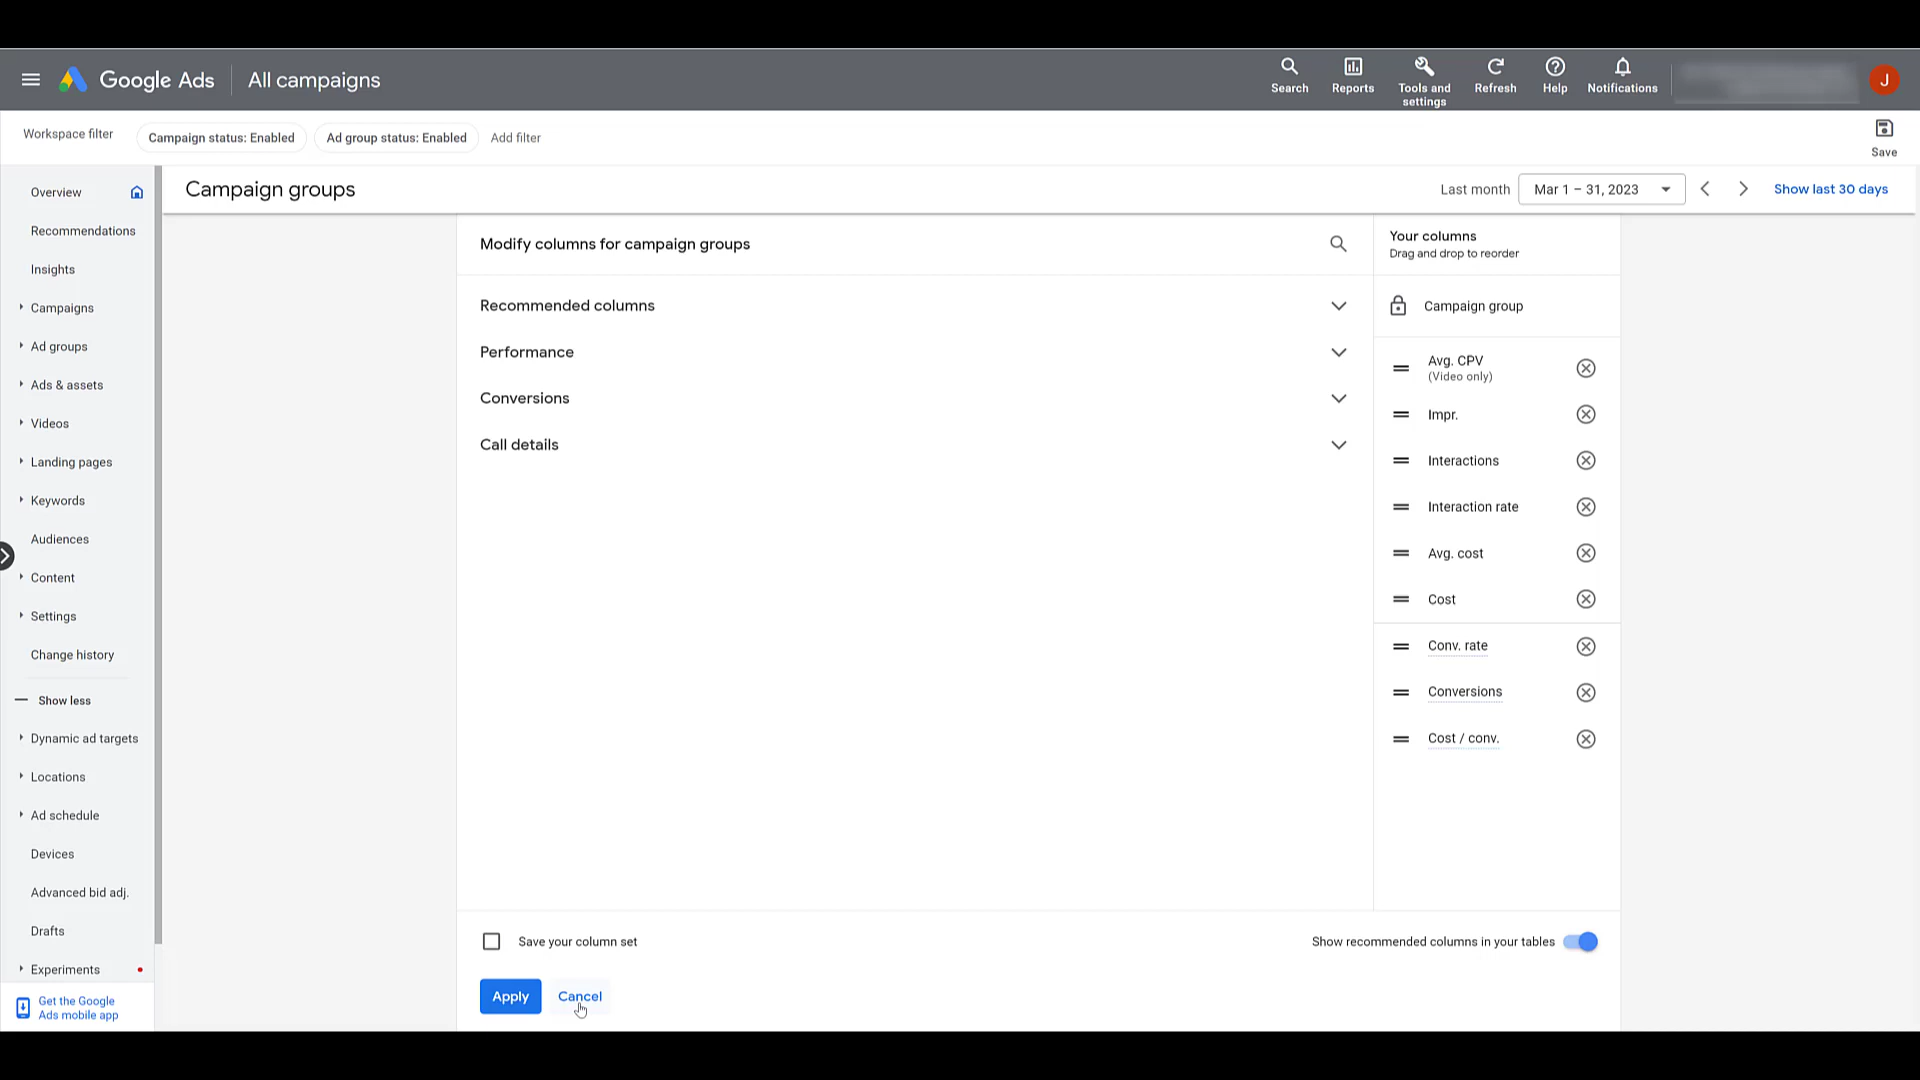 Google Ads
All campaigns
Search
Reports
Tools and
settings
Refresh
Help
Notifications
J
Workspace filter
Campaign status: Enabled
Ad group status: Enabled
Add filter
Save
Overview
Recommendations
Insights
Campaigns
Ad groups
Ads & assets
Videos
Landing pages
Keywords
Audiences
Content
Settings
Change history
Show less
Dynamic ad targets
Locations
Ad schedule
Devices
Advanced bid adj.
Drafts
Experiments
Get the Google
Ads mobile app
Campaign groups
Last month
Mar 1 – 31, 2023
Show last 30 days
Modify columns for campaign groups
Recommended columns
Performance
Conversions
Call details
Your columns
Drag and drop to reorder
Campaign group
Avg. CPV
(Video only)
Impr.
Interactions
Interaction rate
Avg. cost
Cost
Conv. rate
Conversions
Cost / conv.
Save your column set
Show recommended columns in your tables
Apply
Cancel